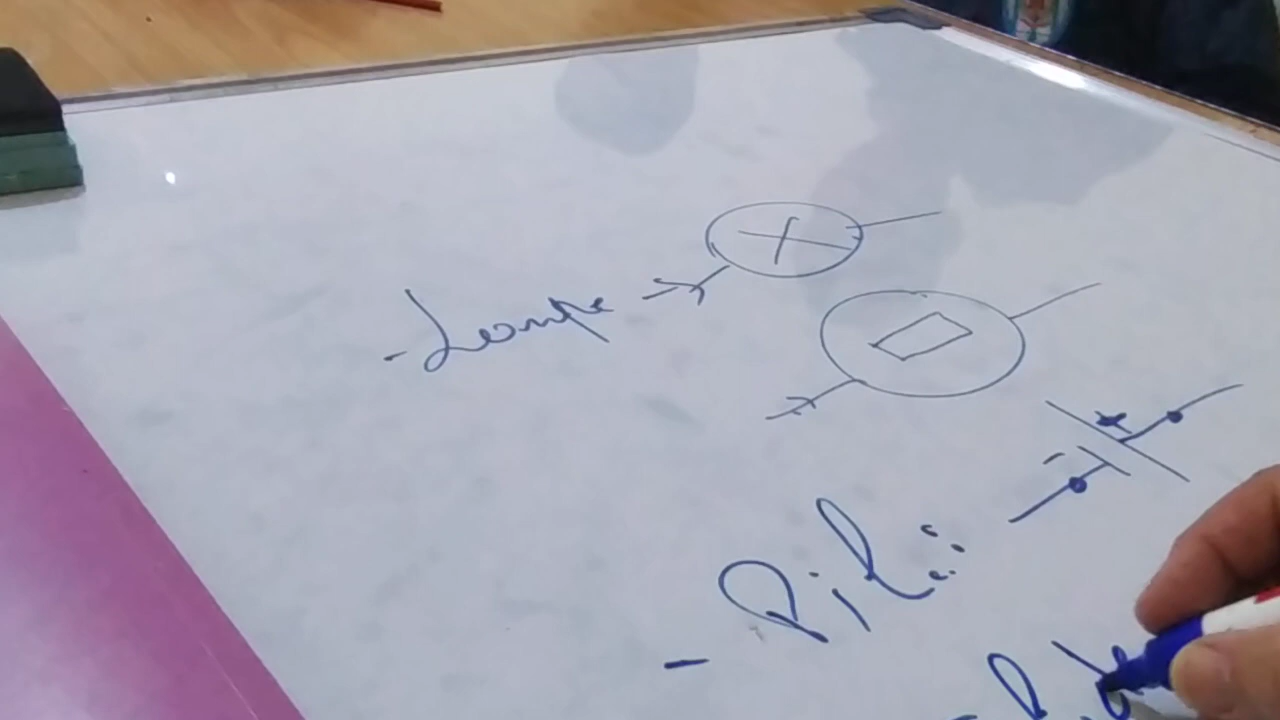 - Lampe →
+
-
- Pile :